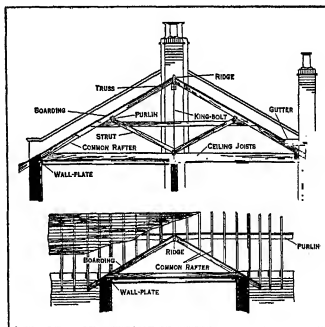 RIDGE
TRUSS
BOARDING
PURLIN
KING-BOLT
GUTTER
STRUT
COMMON RAFTER
CEILING JOISTS
WALL-PLATE
PURLIN
RIDGE
BOARDING
COMMON RAFTER
WALL-PLATE